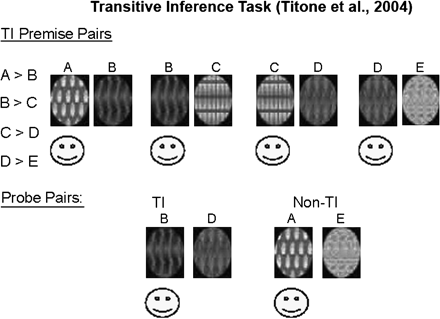 Transitive Inference Task (Titone et al., 2004)
TI Premise Pairs
A B B C C D D E
A > B
B > C
C > D
D > E
Probe Pairs:
TI Non-TI
B D A E